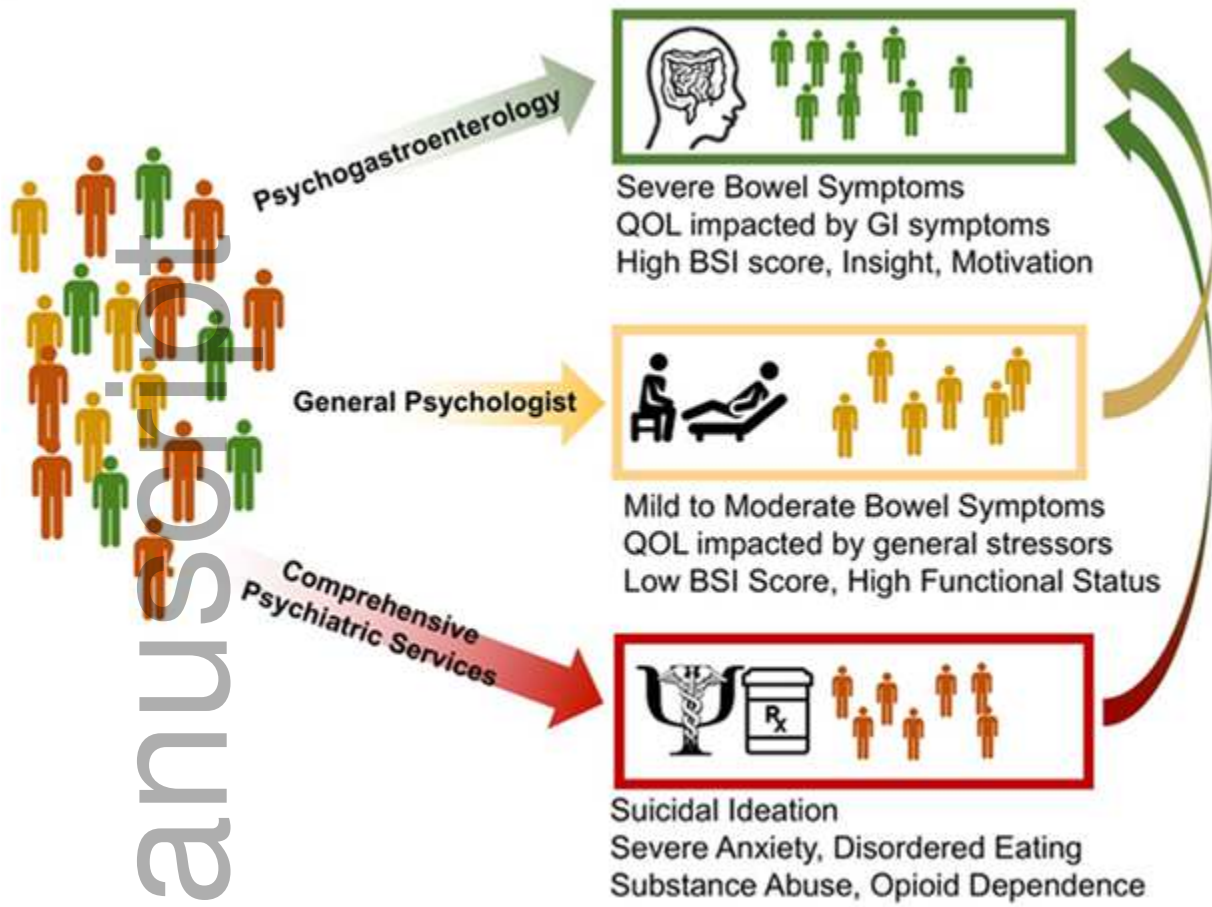 Psychogastroenterology
Severe Bowel Symptoms
QOL impacted by GI symptoms
High BSI score, Insight, Motivation
General Psychologist
Mild to Moderate Bowel Symptoms
QOL impacted by general stressors
Low BSI Score, High Functional Status
Comprehensive
Psychiatric Services
Rx
Suicidal Ideation
Severe Anxiety, Disordered Eating
Substance Abuse, Opioid Dependence
anuscript